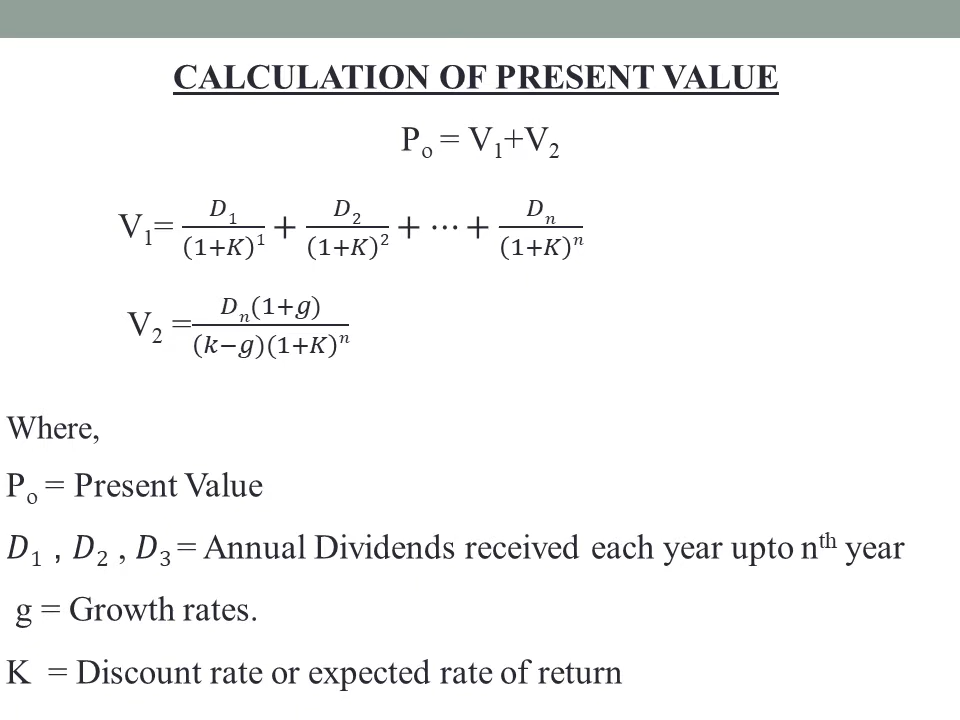 CALCULATION OF PRESENT VALUE
Pₒ = V₁+V₂
V₁= D₁/(1+K)¹ + D₂/(1+K)² + ⋯ + Dₙ/(1+K)ⁿ
V₂ = Dₙ(1+g)/(k−g)(1+K)ⁿ
Where,
Pₒ = Present Value
D₁ , D₂ , D₃ = Annual Dividends received each year upto nᵗʰ year
g = Growth rates.
K = Discount rate or expected rate of return